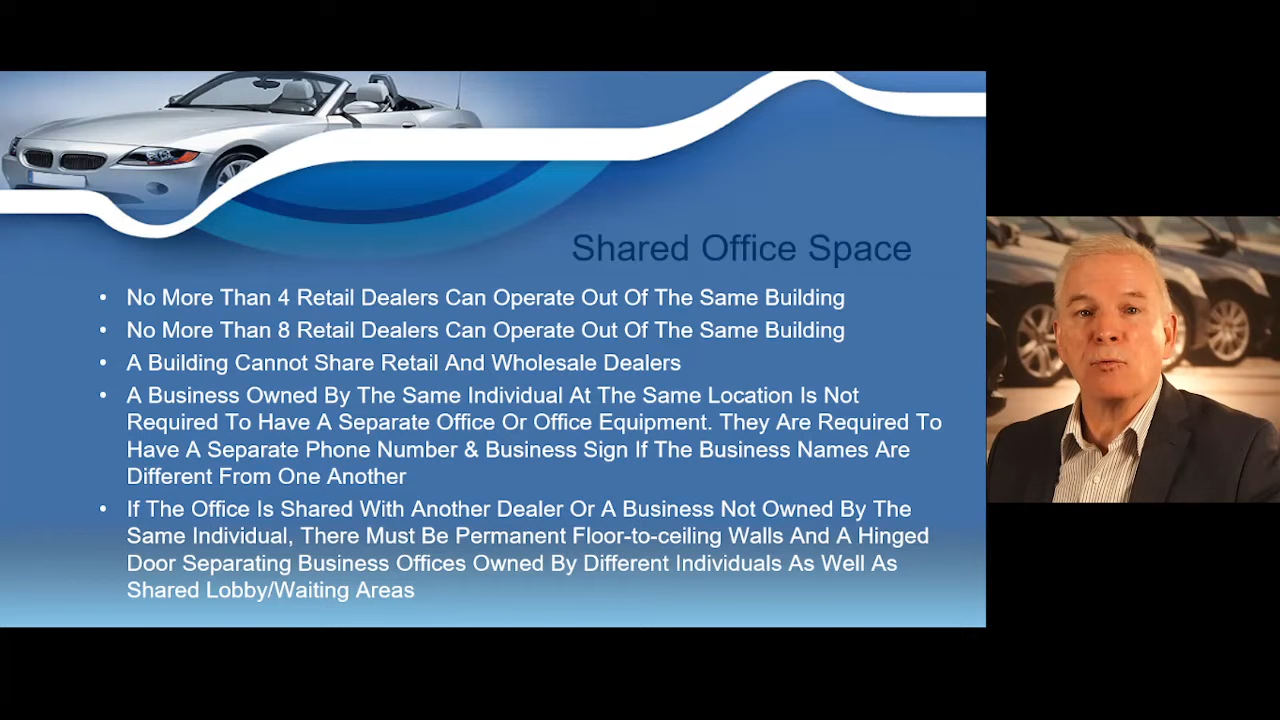 Shared Office Space
• No More Than 4 Retail Dealers Can Operate Out Of The Same Building
• No More Than 8 Retail Dealers Can Operate Out Of The Same Building
• A Building Cannot Share Retail And Wholesale Dealers
• A Business Owned By The Same Individual At The Same Location Is Not
Required To Have A Separate Office Or Office Equipment. They Are Required To
Have A Separate Phone Number & Business Sign If The Business Names Are
Different From One Another
• If The Office Is Shared With Another Dealer Or A Business Not Owned By The
Same Individual, There Must Be Permanent Floor-to-ceiling Walls And A Hinged
Door Separating Business Offices Owned By Different Individuals As Well As
Shared Lobby/Waiting Areas